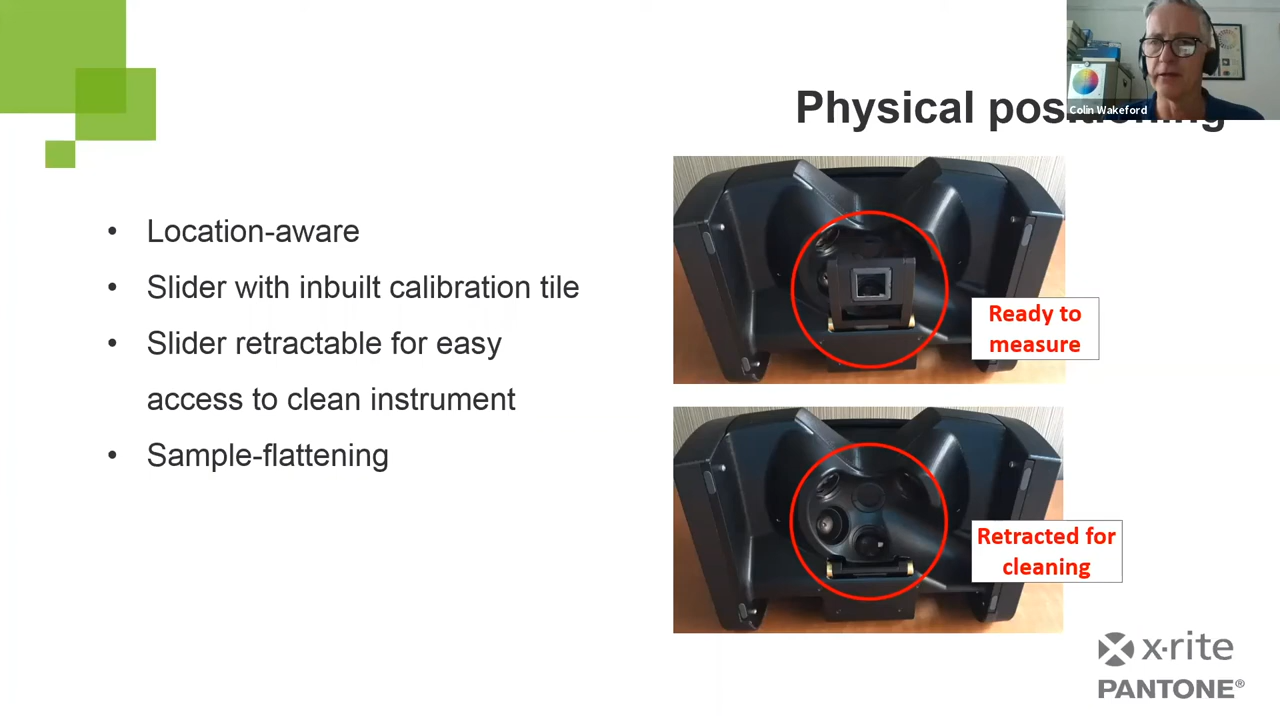 Physical positioning
Colin Wakeford
• Location-aware
• Slider with inbuilt calibration tile
• Slider retractable for easy
access to clean instrument
• Sample-flattening
Ready to
measure
Retracted for
cleaning
x·rite
PANTONE®